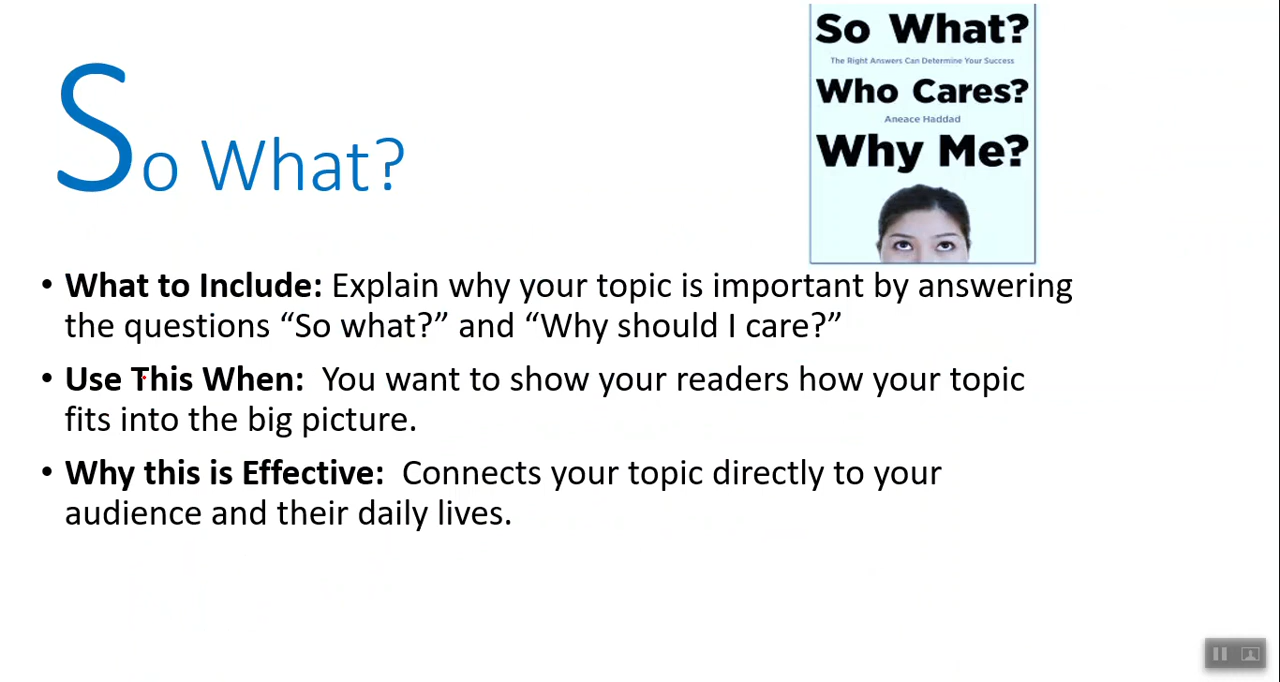 So What?
So What?
The Right Answers Can Determine Your Success
Who Cares?
Aneace Haddad
Why Me?
• What to Include: Explain why your topic is important by answering
the questions “So what?” and “Why should I care?”
• Use This When:  You want to show your readers how your topic
fits into the big picture.
• Why this is Effective:  Connects your topic directly to your
audience and their daily lives.